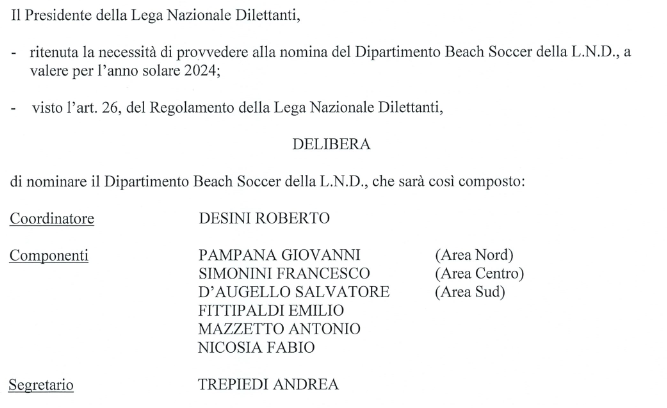 Il Presidente della Lega Nazionale Dilettanti,
- ritenuta la necessità di provvedere alla nomina del Dipartimento Beach Soccer della L.N.D., a
valere per l'anno solare 2024;
- visto l'art. 26, del Regolamento della Lega Nazionale Dilettanti,
DELIBERA
di nominare il Dipartimento Beach Soccer della L.N.D., che sarà così composto:
Coordinatore DESINI ROBERTO
Componenti PAMPANA GIOVANNI (Area Nord)
SIMONINI FRANCESCO (Area Centro)
D'AUGELLO SALVATORE (Area Sud)
FITTIPALDI EMILIO
MAZZETTO ANTONIO
NICOSIA FABIO
Segretario TREPIEDI ANDREA